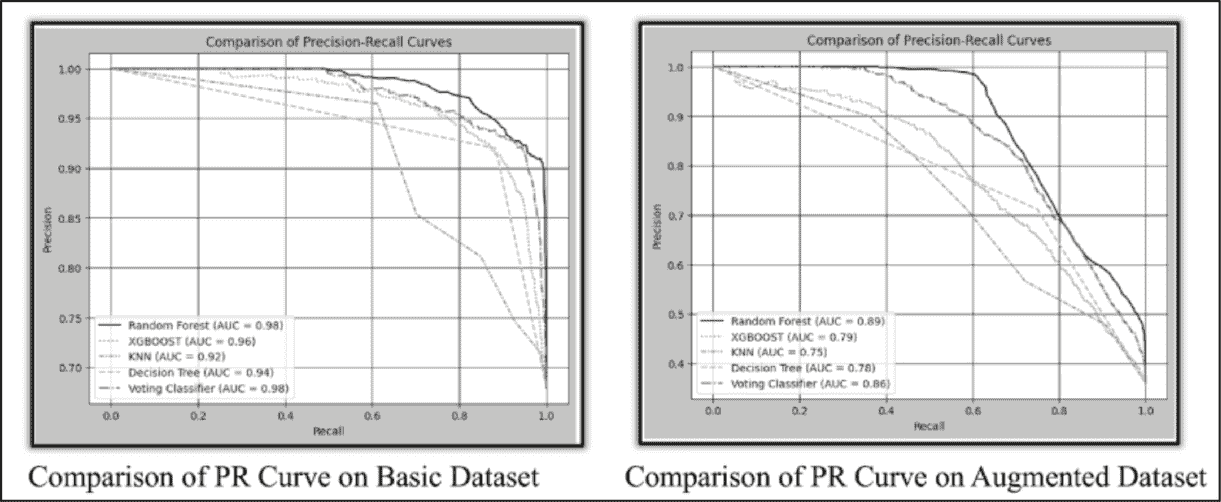 Comparison of Precision-Recall Curves
1.00
0.95
0.90
0.85
0.80
0.75
0.70
Precision
Random Forest (AUC = 0.98)
XGBOOST (AUC = 0.96)
KNN (AUC = 0.92)
Decision Tree (AUC = 0.94)
Voting Classifier (AUC = 0.98)
0.0 0.2 0.4 0.6 0.8 1.0
Recall
Comparison of PR Curve on Basic Dataset
Comparison of Precision-Recall Curves
1.0
0.9
0.8
0.7
0.6
0.5
0.4
Precision
Random Forest (AUC = 0.89)
XGBOOST (AUC = 0.79)
KNN (AUC = 0.75)
Decision Tree (AUC = 0.78)
Voting Classifier (AUC = 0.86)
0.0 0.2 0.4 0.6 0.8 1.0
Recall
Comparison of PR Curve on Augmented Dataset